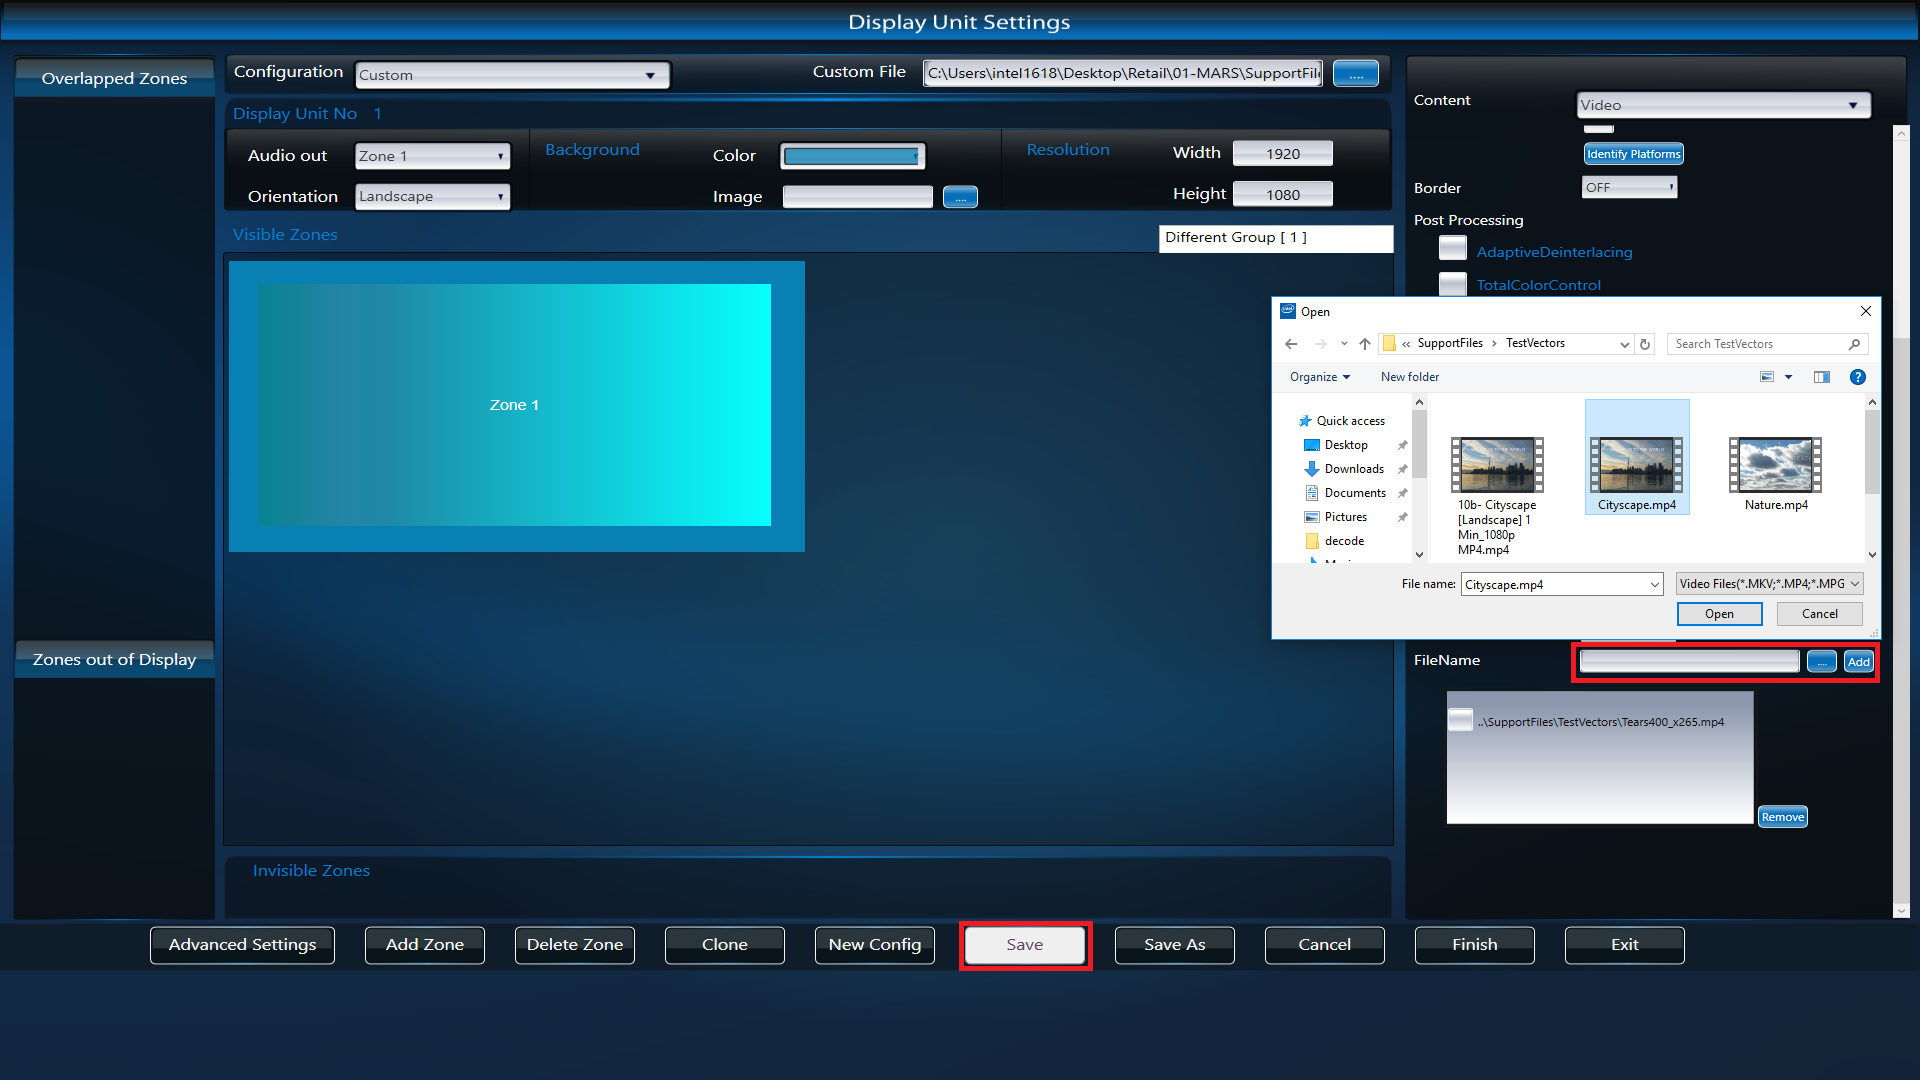 Display Unit Settings
Overlapped Zones
Configuration Custom
Custom File C:\Users\intel1618\Desktop\Retail\01-MARS\SupportFil ....
Display Unit No 1
Audio out Zone 1
Orientation Landscape
Background
Color
Image ....
Resolution
Width 1920
Height 1080
Visible Zones
Different Group [ 1 ]
Zone 1
Zones out of Display
Invisible Zones
Content Video
Identify Platforms
Border OFF
Post Processing
AdaptiveDeinterlacing
TotalColorControl
Open
« SupportFiles > TestVectors
Search TestVectors
Organize
New folder
Quick access
Desktop
Downloads
Documents
Pictures
decode
10b- Cityscape
[Landscape] 1
Min_1080p
MP4.mp4
Cityscape.mp4
Nature.mp4
File name: Cityscape.mp4
Video Files(*.MKV;*.MP4;*.MPG
Open
Cancel
FileName .... Add
..\SupportFiles\TestVectors\Tears400_x265.mp4
Remove
Advanced Settings
Add Zone
Delete Zone
Clone
New Config
Save
Save As
Cancel
Finish
Exit